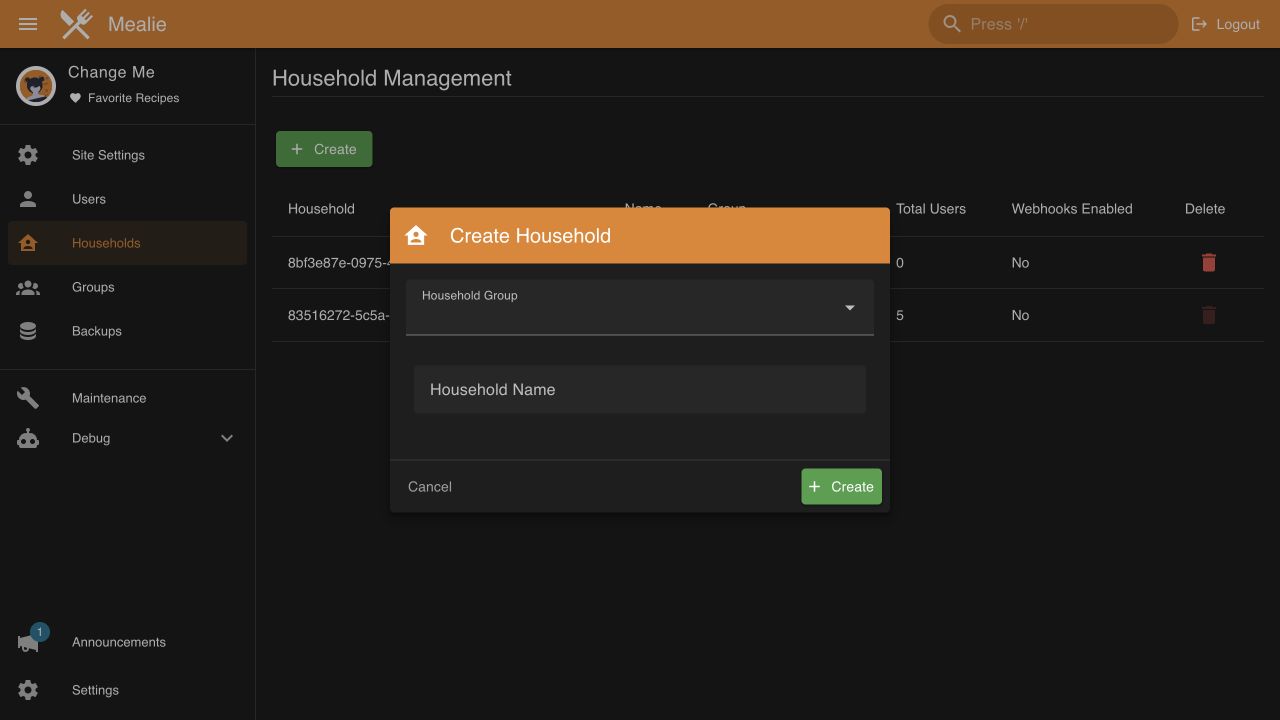 Mealie
Press '/'
Logout
Change Me
Favorite Recipes
Site Settings
Users
Households
Groups
Backups
Maintenance
Debug
1
Announcements
Settings
Household Management
Create
Household Name Group Total Users Webhooks Enabled Delete
8bf3e87e-0975- 0 No
83516272-5c5a- 5 No
Create Household
Household Group
Household Name
Cancel
Create